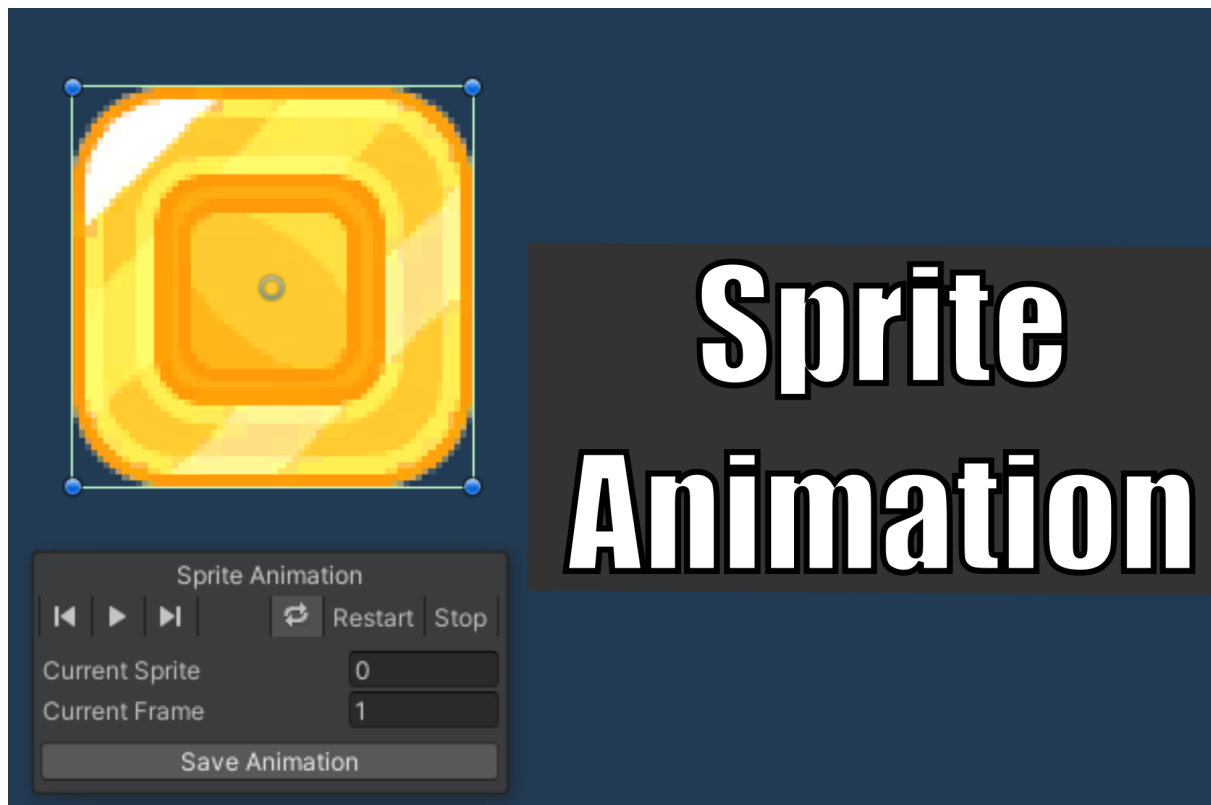 Sprite
Animation
Sprite Animation
Restart Stop
Current Sprite 0
Current Frame 1
Save Animation